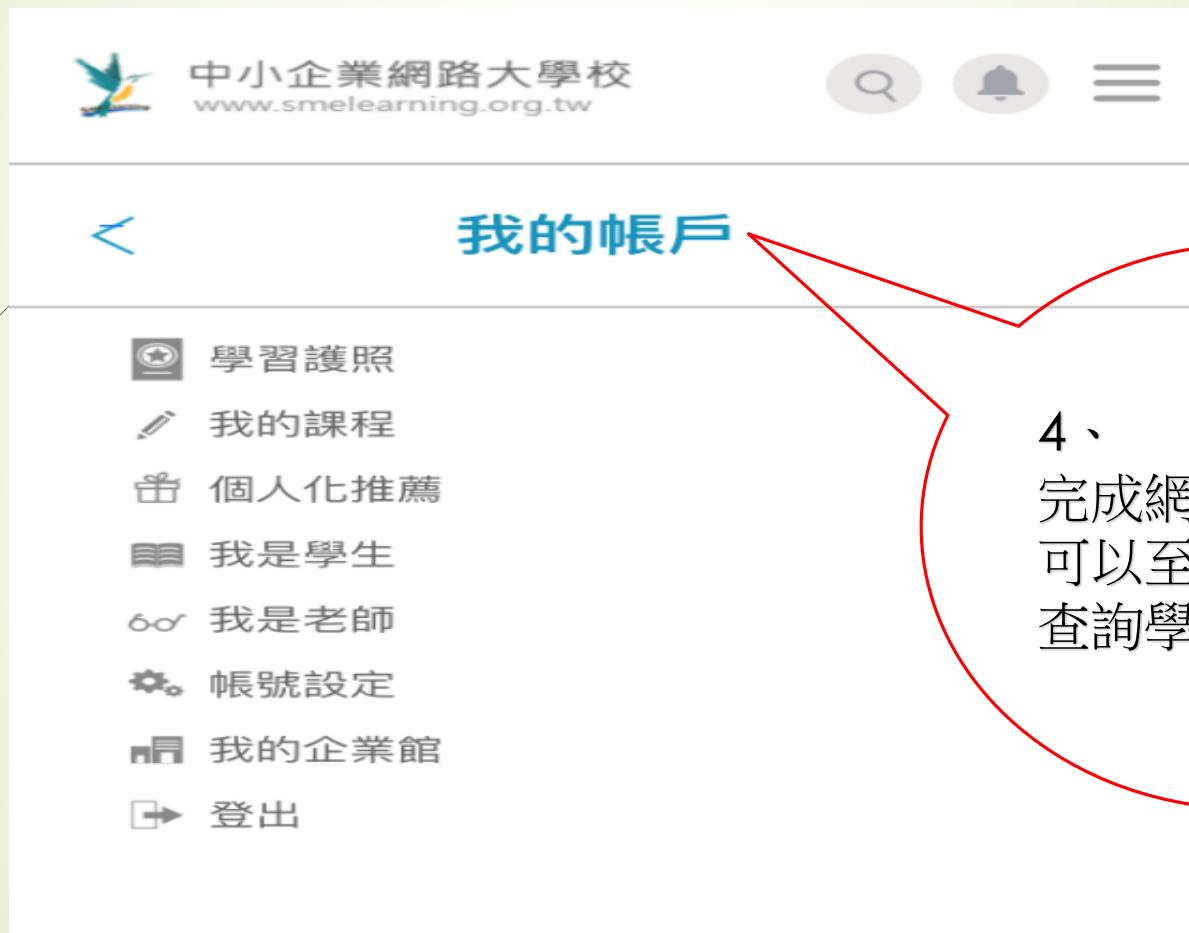 中小企業網路大學校
www.smelearning.org.tw
我的帳戶
學習護照
我的課程
個人化推薦
我是學生
我是老師
帳號設定
我的企業館
登出
4、
完成網
可以至
查詢學